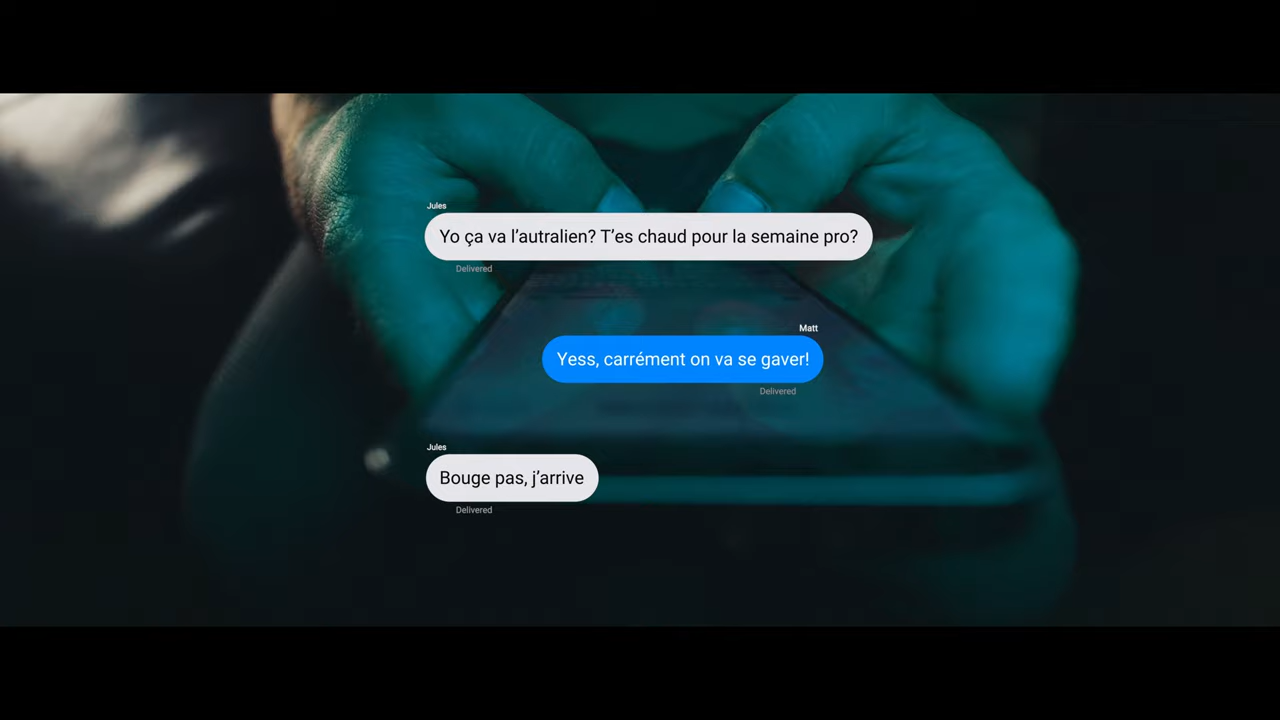 Jules
Yo ça va l’autralien? T’es chaud pour la semaine pro?
Delivered
Matt
Yess, carrément on va se gaver!
Delivered
Jules
Bouge pas, j’arrive
Delivered